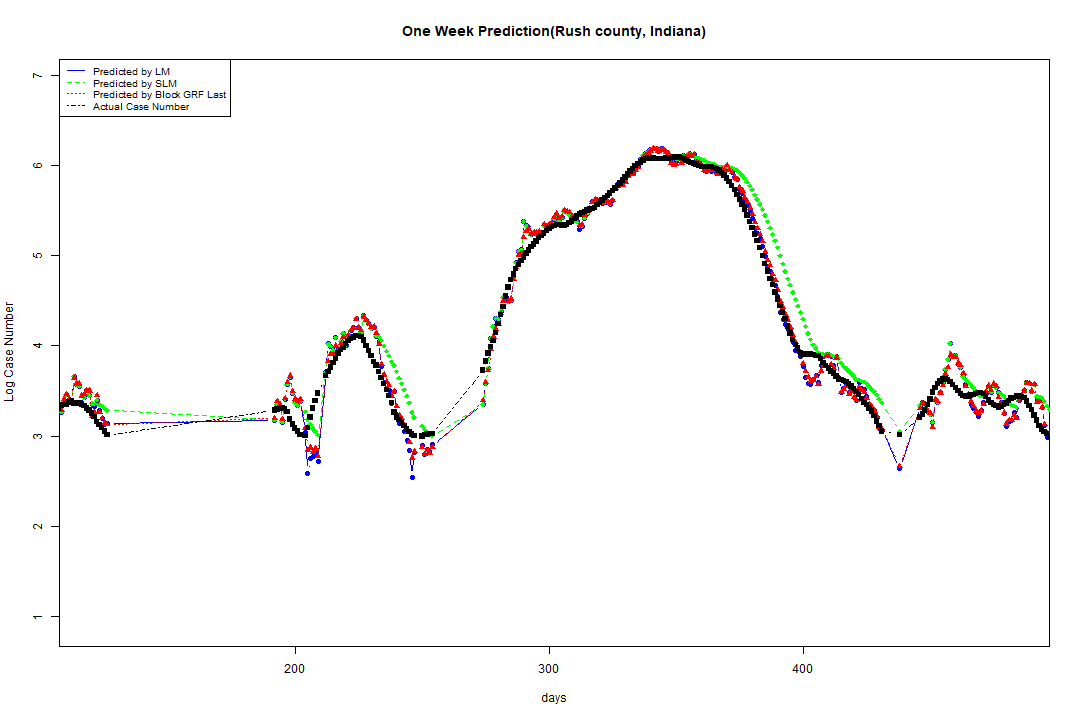 One Week Prediction(Rush county, Indiana)
Predicted by LM
Predicted by SLM
Predicted by Block GRF Last
Actual Case Number
7
6
5
4
3
2
1
Log Case Number
200 300 400
days